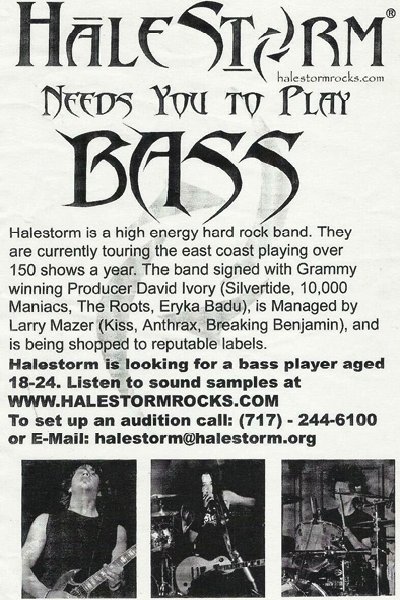 HĀLESTORM®
halestormrocks.com
NEEDS YOU TO PLAY
BASS
Halestorm is a high energy hard rock band. They
are currently touring the east coast playing over
150 shows a year. The band signed with Grammy
winning Producer David Ivory (Silvertide, 10,000
Maniacs, The Roots, Eryka Badu), is Managed by
Larry Mazer (Kiss, Anthrax, Breaking Benjamin), and
is being shopped to reputable labels.
Halestorm is looking for a bass player aged
18-24. Listen to sound samples at
WWW.HALESTORMROCKS.COM
To set up an audition call: (717) - 244-6100
or E-Mail: halestorm@halestorm.org